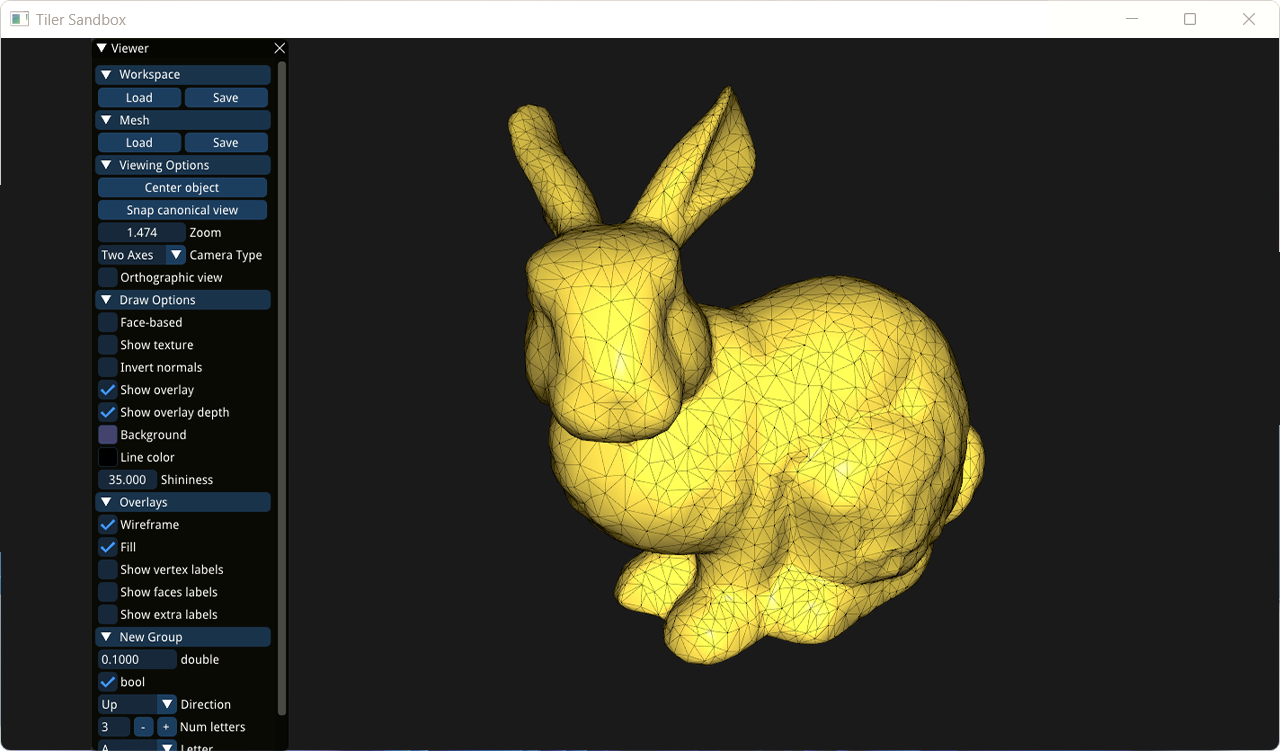 Tiler Sandbox
Viewer
Workspace
Load Save
Mesh
Load Save
Viewing Options
Center object
Snap canonical view
1.474 Zoom
Two Axes Camera Type
Orthographic view
Draw Options
Face-based
Show texture
Invert normals
Show overlay
Show overlay depth
Background
Line color
35.000 Shininess
Overlays
Wireframe
Fill
Show vertex labels
Show faces labels
Show extra labels
New Group
0.1000 double
bool
Up Direction
3 - + Num letters
A Letter